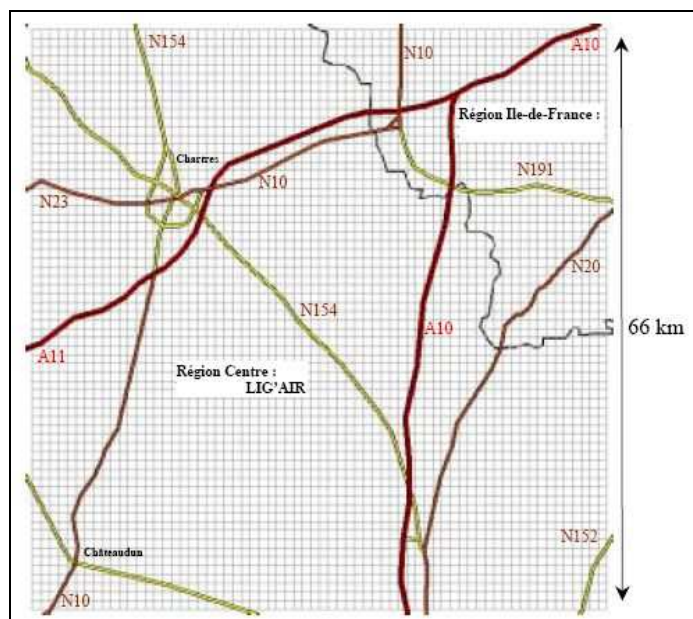 N154
N10
A10
Région Ile-de-France :
Chartres
N10
N191
N23
N20
N154
A10
66 km
A11
Région Centre :
LIG'AIR
N152
Châteaudun
N10